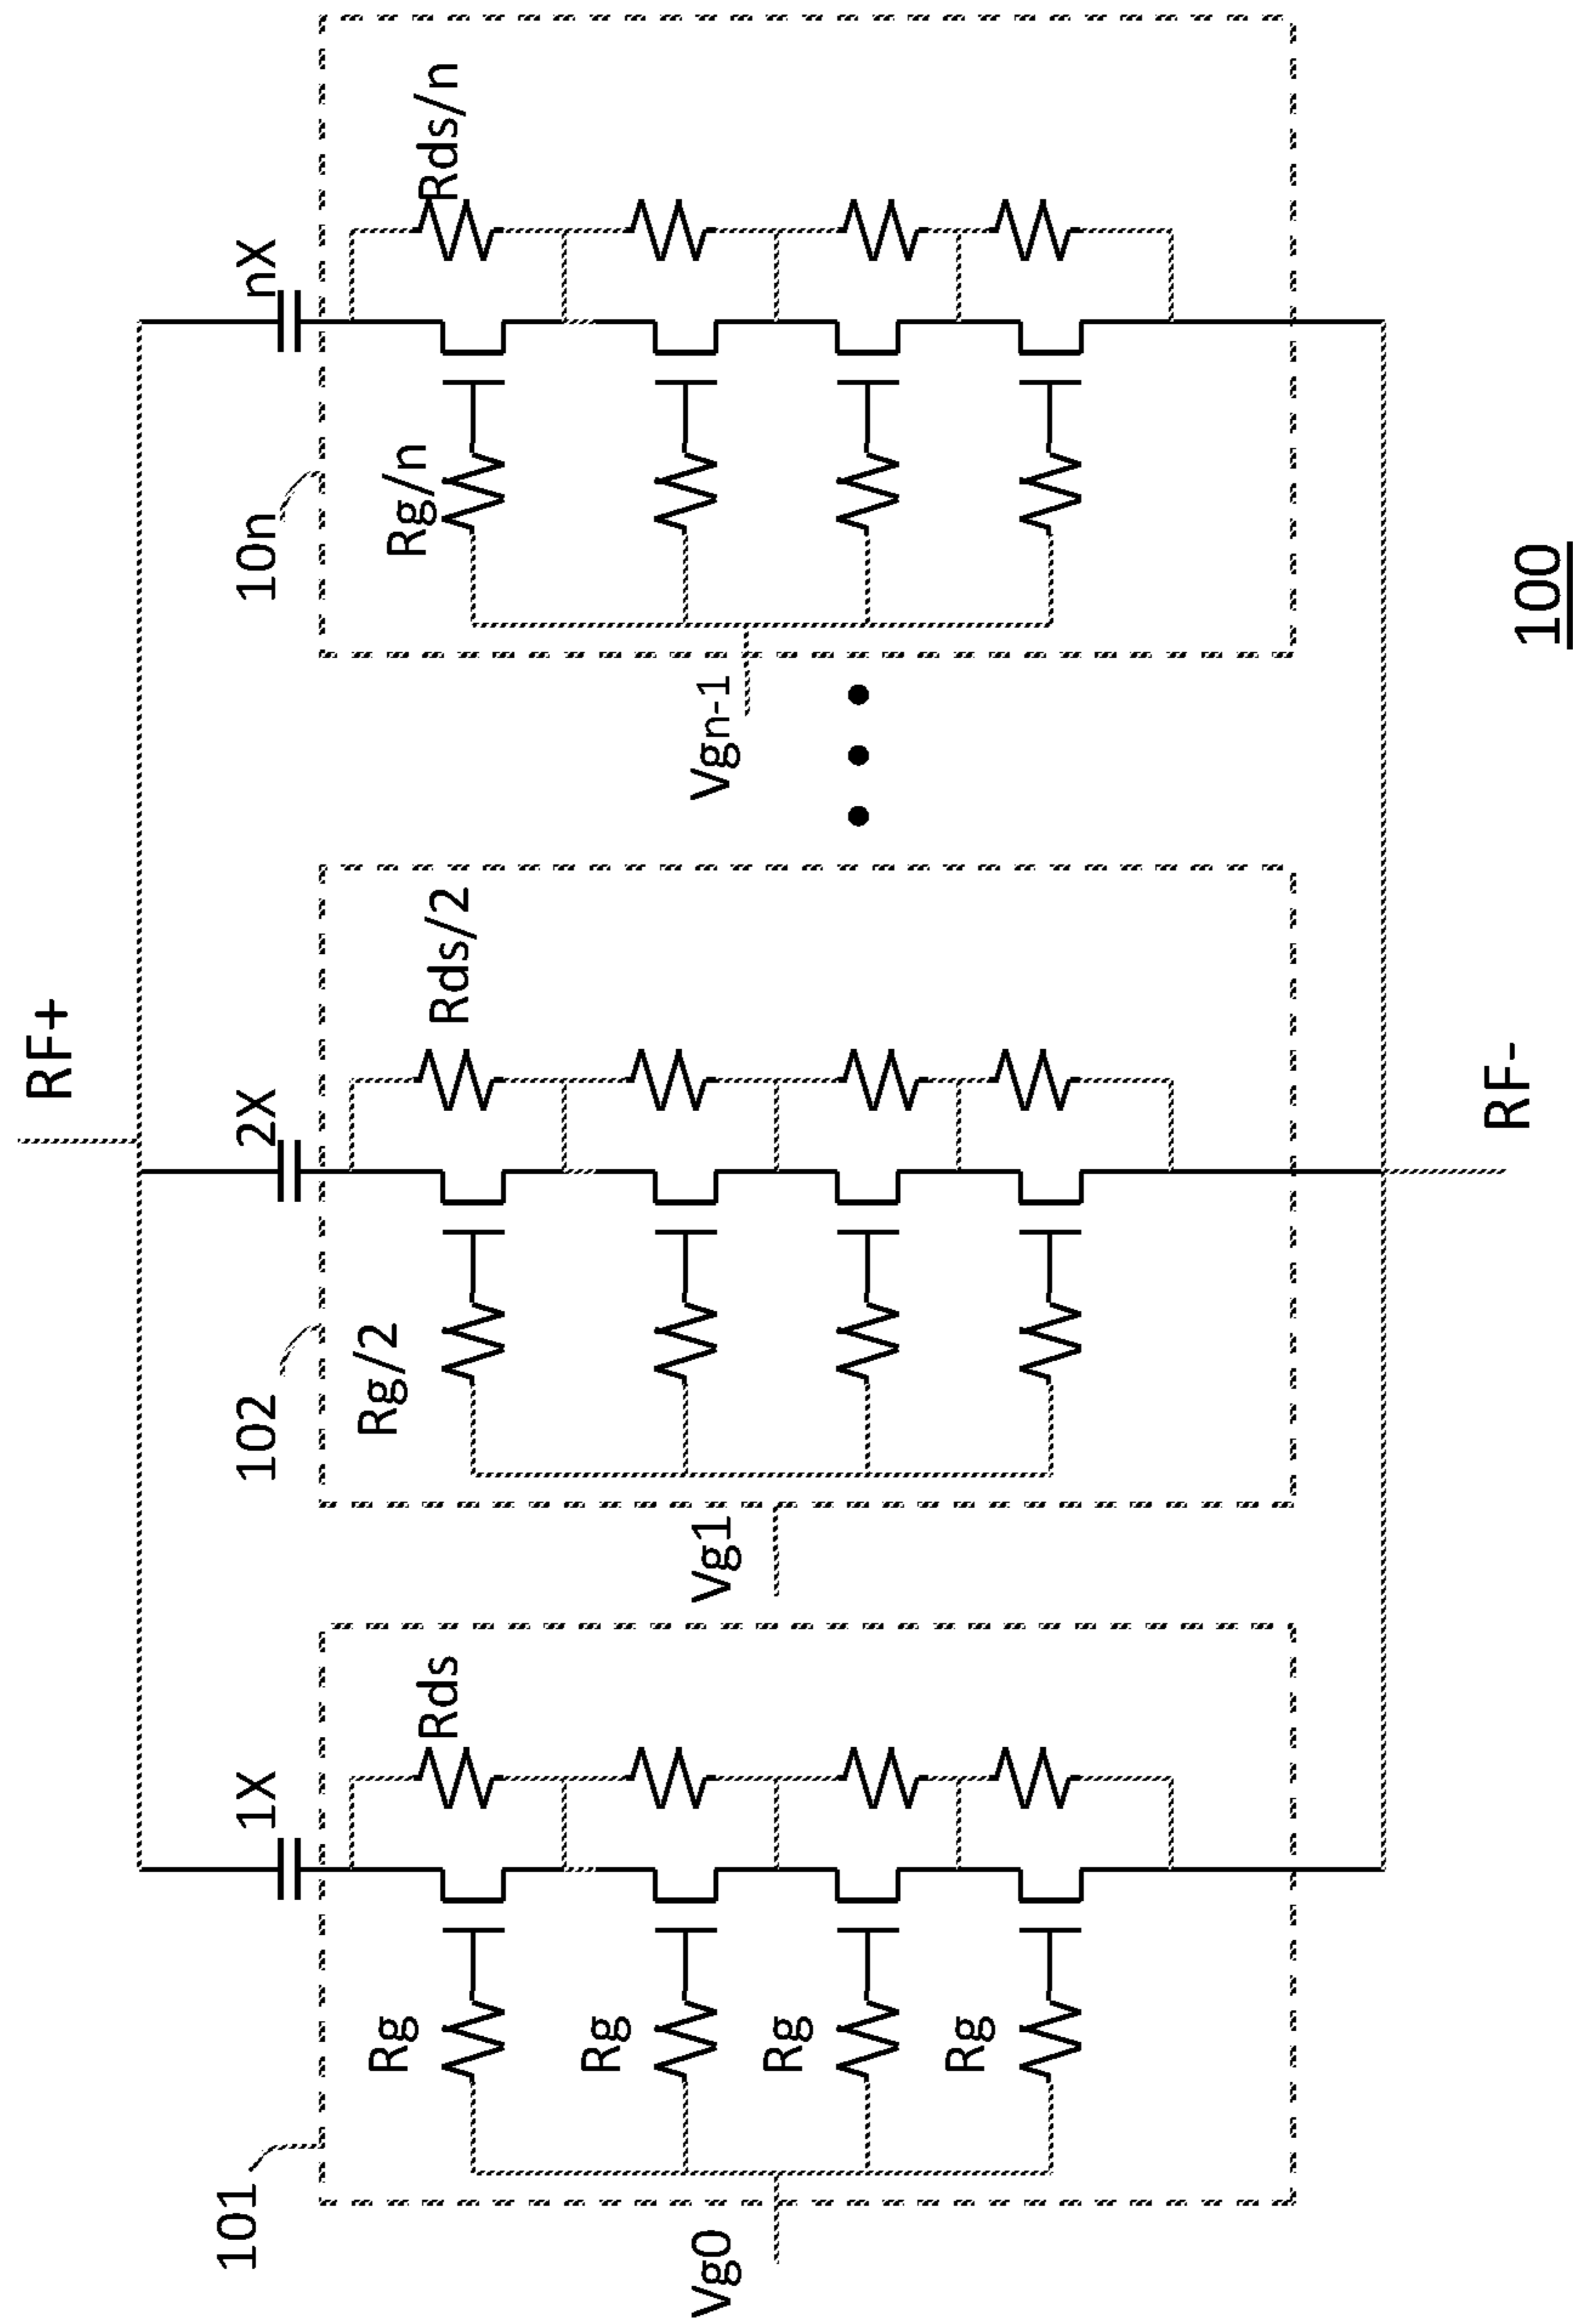 RF+
1X
2X
nX
101
102
10n
Rds
Rds/2
Rds/n
Rg
Rg/2
Rg/n
Rg
Rg
Rg
Vg0
Vg1
Vgn-1
RF-
100